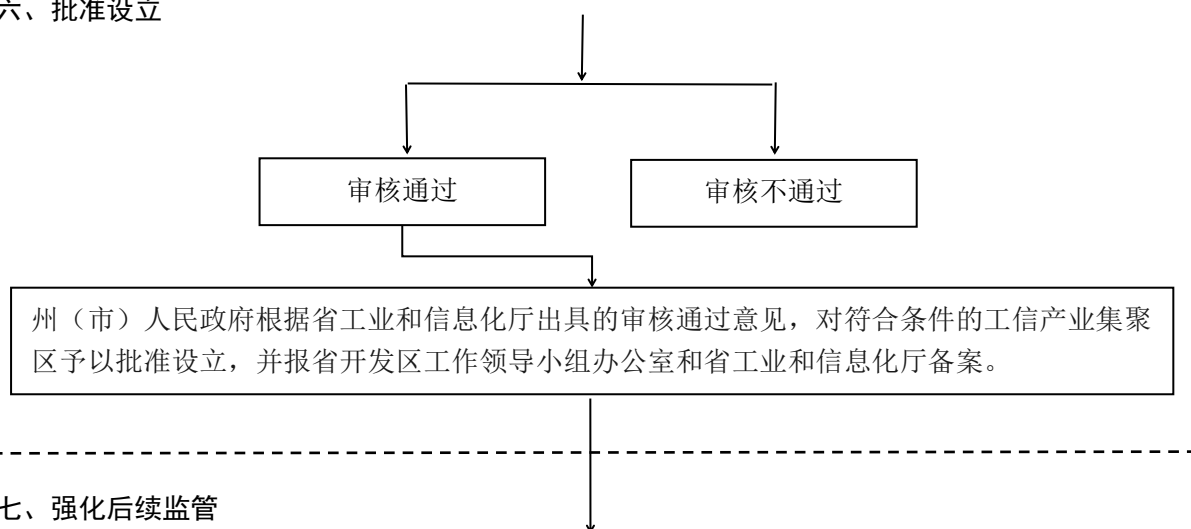 六、批准设立
审核通过
审核不通过
州（市）人民政府根据省工业和信息化厅出具的审核通过意见，对符合条件的工信产业集聚
区予以批准设立，并报省开发区工作领导小组办公室和省工业和信息化厅备案。
七、强化后续监管